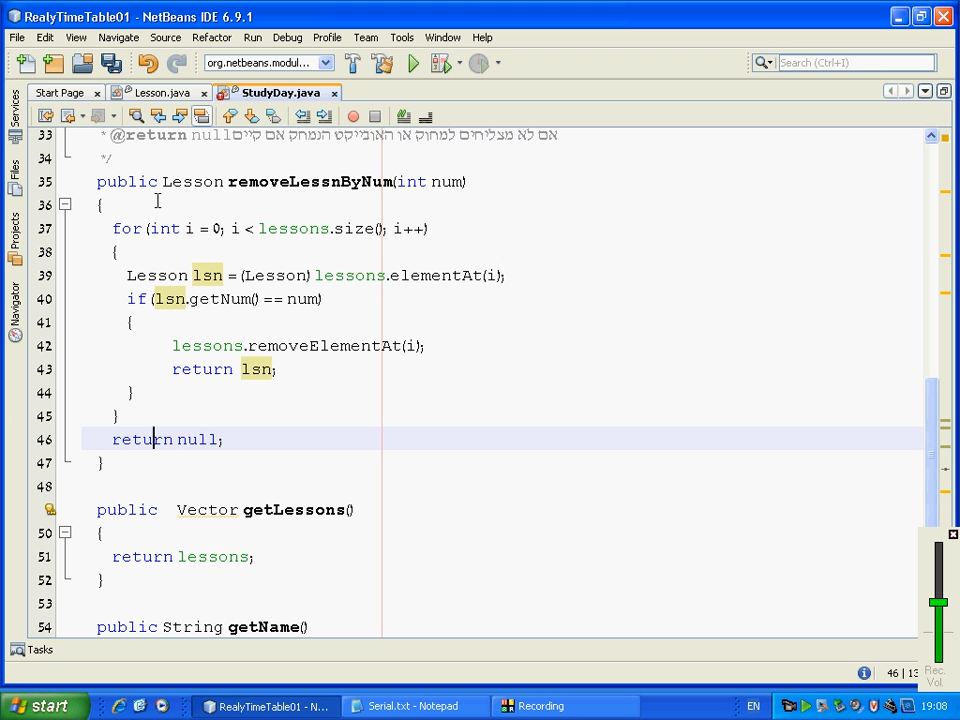 RealyTimeTable01 - NetBeans IDE 6.9.1
File Edit View Navigate Source Refactor Run Debug Profile Team Tools Window Help
org.netbeans.modul...
Search (Ctrl+I)
Start Page Lesson.java StudyDay.java
Services
Files
Projects
Navigator
33 *@return null אם לא מצליחים למחוק או האובייקט הנמחק אם קיים
34 */
35 public Lesson removeLessnByNum(int num)
36 {
37 for(int i = 0; i < lessons.size(); i++)
38 {
39 Lesson lsn = (Lesson) lessons.elementAt(i);
40 if(lsn.getNum() == num)
41 {
42 lessons.removeElementAt(i);
43 return lsn;
44 }
45 }
46 return null;
47 }
48
public Vector getLessons()
50 {
51 return lessons;
52 }
53
54 public String getName()
Tasks
46 | 13
Rec.
Vol.
start
RealyTimeTable01 - N...
Serial.txt - Notepad
Recording
EN
19:08